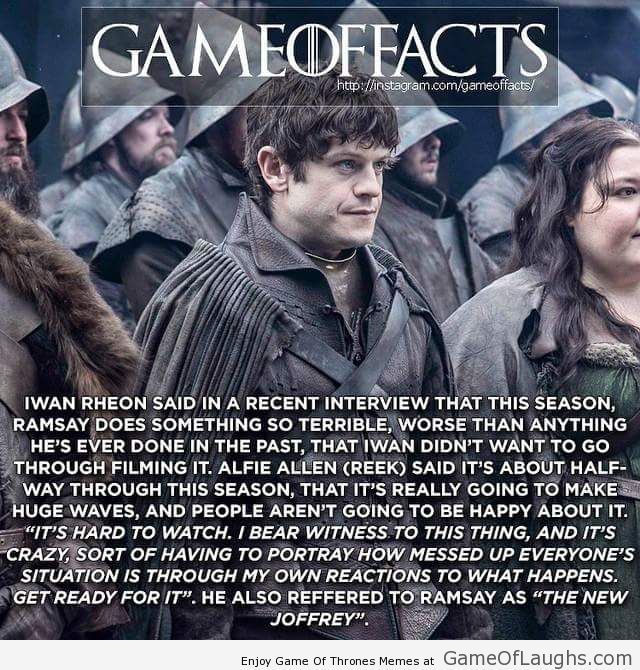 GAMEOFFACTS
http://instagram.com/gameoffacts/
IWAN RHEON SAID IN A RECENT INTERVIEW THAT THIS SEASON,
RAMSAY DOES SOMETHING SO TERRIBLE, WORSE THAN ANYTHING
HE'S EVER DONE IN THE PAST, THAT IWAN DIDN'T WANT TO GO
THROUGH FILMING IT. ALFIE ALLEN (REEK) SAID IT'S ABOUT HALF-
WAY THROUGH THIS SEASON, THAT IT'S REALLY GOING TO MAKE
HUGE WAVES, AND PEOPLE AREN'T GOING TO BE HAPPY ABOUT IT.
"IT'S HARD TO WATCH. I BEAR WITNESS TO THIS THING, AND IT'S
CRAZY, SORT OF HAVING TO PORTRAY HOW MESSED UP EVERYONE'S
SITUATION IS THROUGH MY OWN REACTIONS TO WHAT HAPPENS.
GET READY FOR IT". HE ALSO REFFERED TO RAMSAY AS "THE NEW
JOFFREY".
Enjoy Game Of Thrones Memes at GameOfLaughs.com